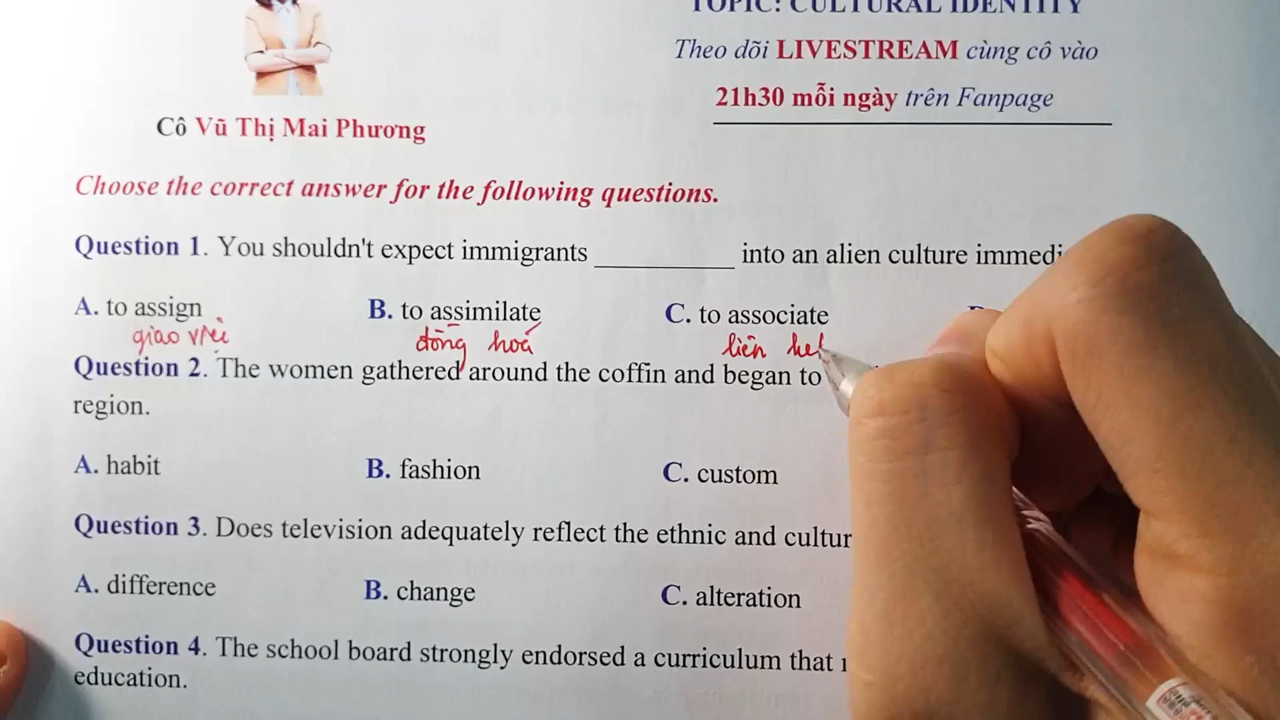 TOPIC: CULTURAL IDENTITY
Theo dõi LIVESTREAM cùng cô vào
21h30 mỗi ngày trên Fanpage
Cô Vũ Thị Mai Phương
Choose the correct answer for the following questions.
Question 1. You shouldn't expect immigrants __________ into an alien culture
A. to assign B. to assimilate C. to associate
giao việc đồng hoá liên
Question 2. The women gathered around the coffin and began to
region.
A. habit B. fashion C. custom
Question 3. Does television adequately reflect the ethnic and
A. difference B. change C. alteration
Question 4. The school board strongly endorsed a curriculum that
education.